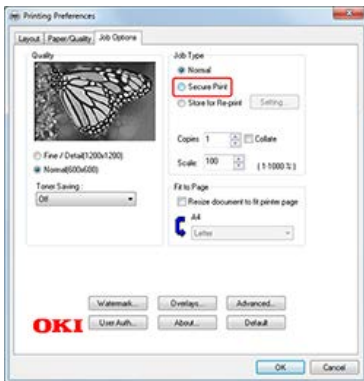 Printing Preferences
Layout Paper/Quality Job Options
Quality
Fine / Detail(1200x1200)
Normal(600x600)
Toner Saving :
Off
Job Type
Normal
Secure Print
Store for Re-print Setting...
Copies 1 Collate
Scale: 100 (1-1000 %)
Fit to Page
Resize document to fit printer page
A4
Letter
Watermark... Overlays... Advanced...
OKI User Auth... About... Default
OK Cancel